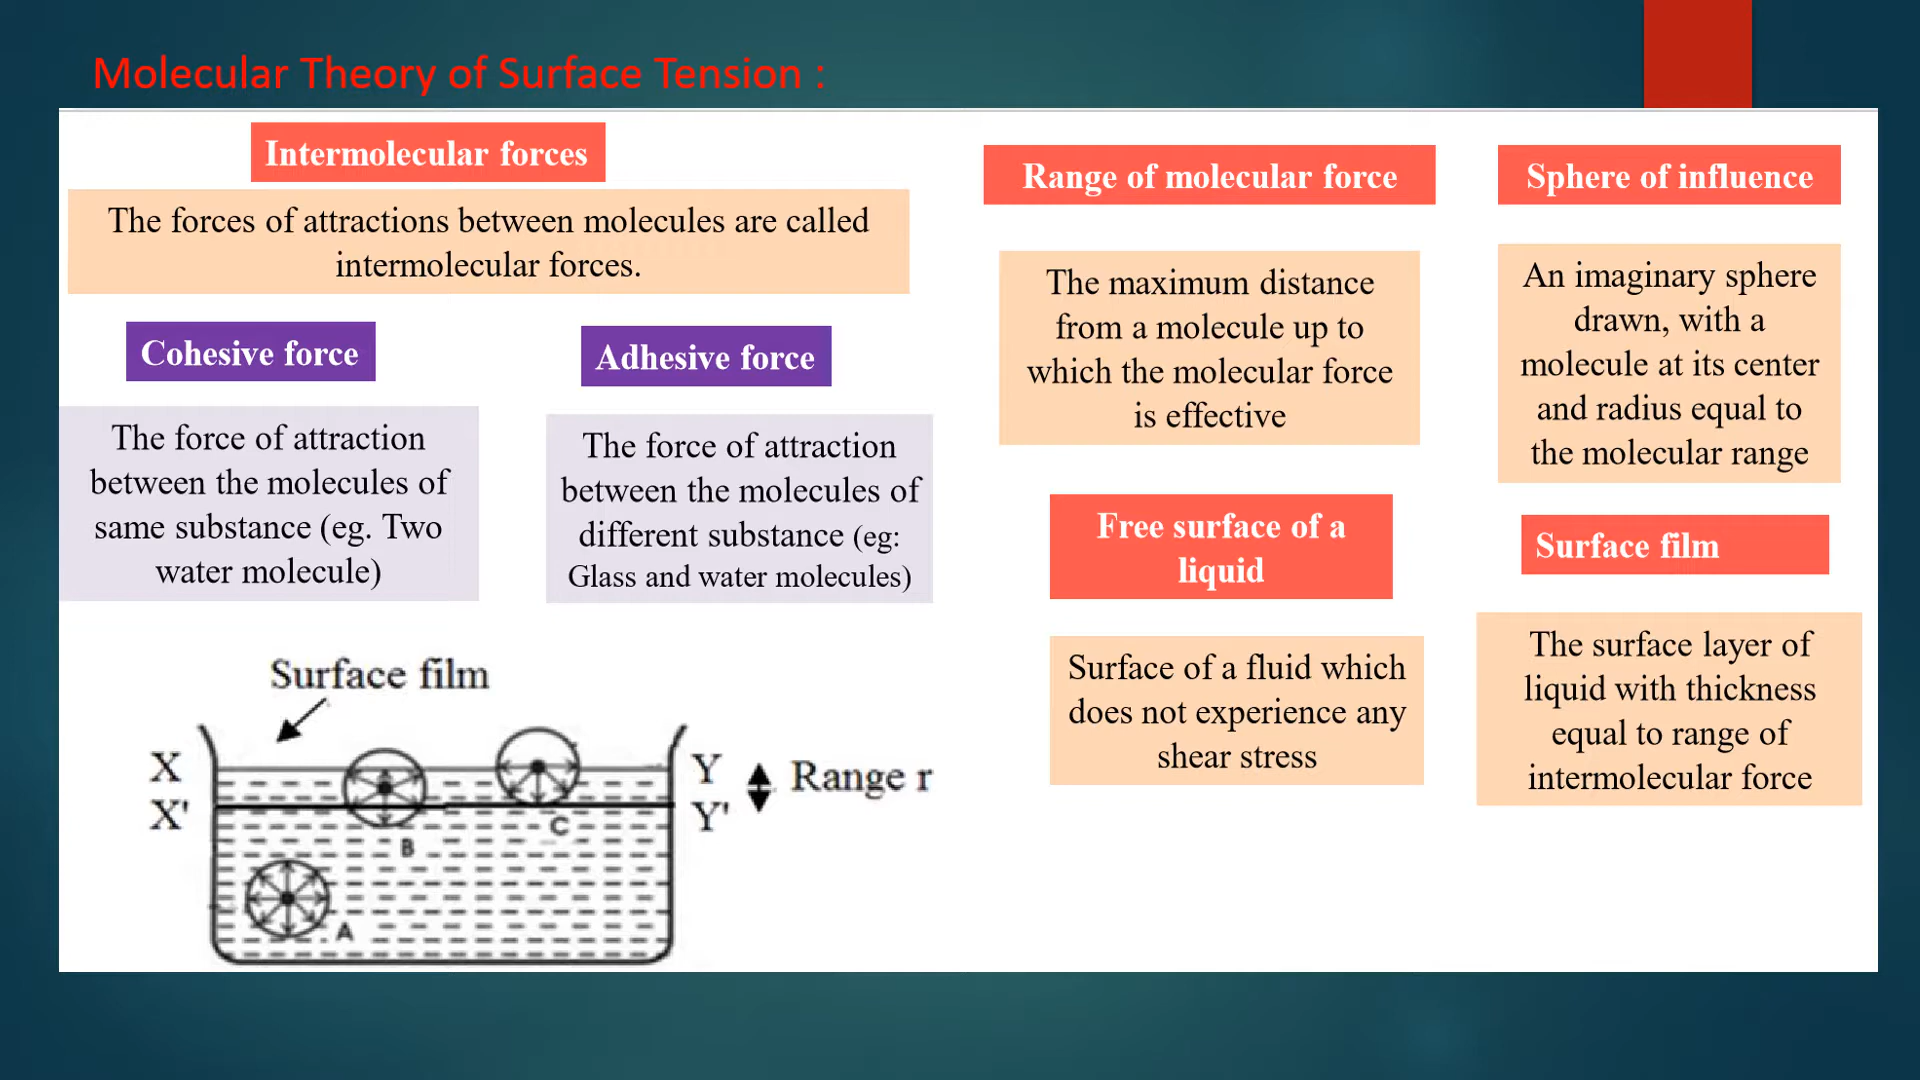 Molecular Theory of Surface Tension :
Intermolecular forces
The forces of attractions between molecules are called
intermolecular forces.
Cohesive force
The force of attraction
between the molecules of
same substance (eg. Two
water molecule)
Adhesive force
The force of attraction
between the molecules of
different substance (eg:
Glass and water molecules)
Range of molecular force
The maximum distance
from a molecule up to
which the molecular force
is effective
Sphere of influence
An imaginary sphere
drawn, with a
molecule at its center
and radius equal to
the molecular range
Free surface of a
liquid
Surface of a fluid which
does not experience any
shear stress
Surface film
The surface layer of
liquid with thickness
equal to range of
intermolecular force
Surface film
X
Y
Range r
X'
Y'
C
B
A